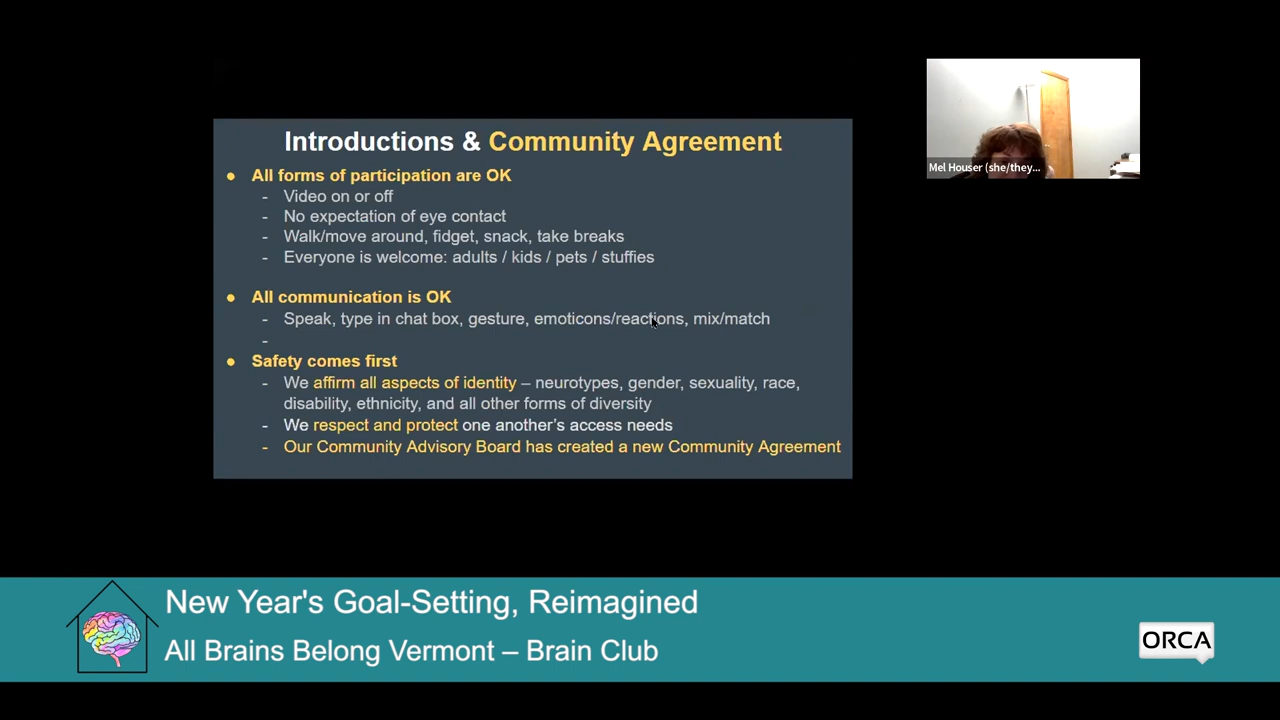 Introductions & Community Agreement
● All forms of participation are OK
- Video on or off
- No expectation of eye contact
- Walk/move around, fidget, snack, take breaks
- Everyone is welcome: adults / kids / pets / stuffies
● All communication is OK
- Speak, type in chat box, gesture, emoticons/reactions, mix/match
-
● Safety comes first
- We affirm all aspects of identity – neurotypes, gender, sexuality, race,
disability, ethnicity, and all other forms of diversity
- We respect and protect one another’s access needs
- Our Community Advisory Board has created a new Community Agreement
Mel Houser (she/they...
New Year's Goal-Setting, Reimagined
All Brains Belong Vermont – Brain Club
ORCA